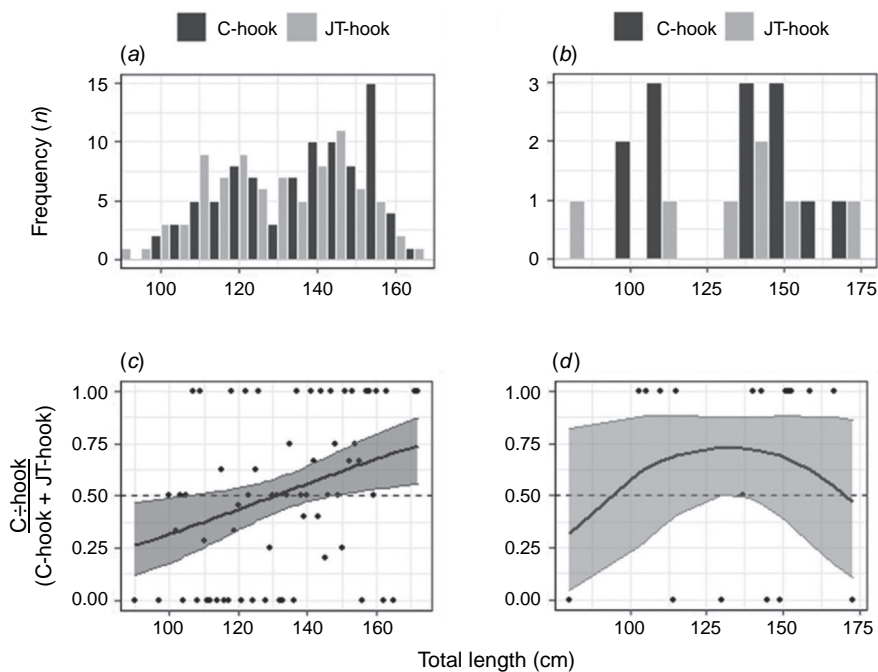 C-hook JT-hook
C-hook JT-hook
(a)
(b)
Frequency (n)
15
10
5
0
100 120 140 160
3
2
1
0
100 125 150 175
(c)
(d)
C÷hook
(C-hook + JT-hook)
1.00
0.75
0.50
0.25
0.00
100 120 140 160
1.00
0.75
0.50
0.25
0.00
100 125 150 175
Total length (cm)